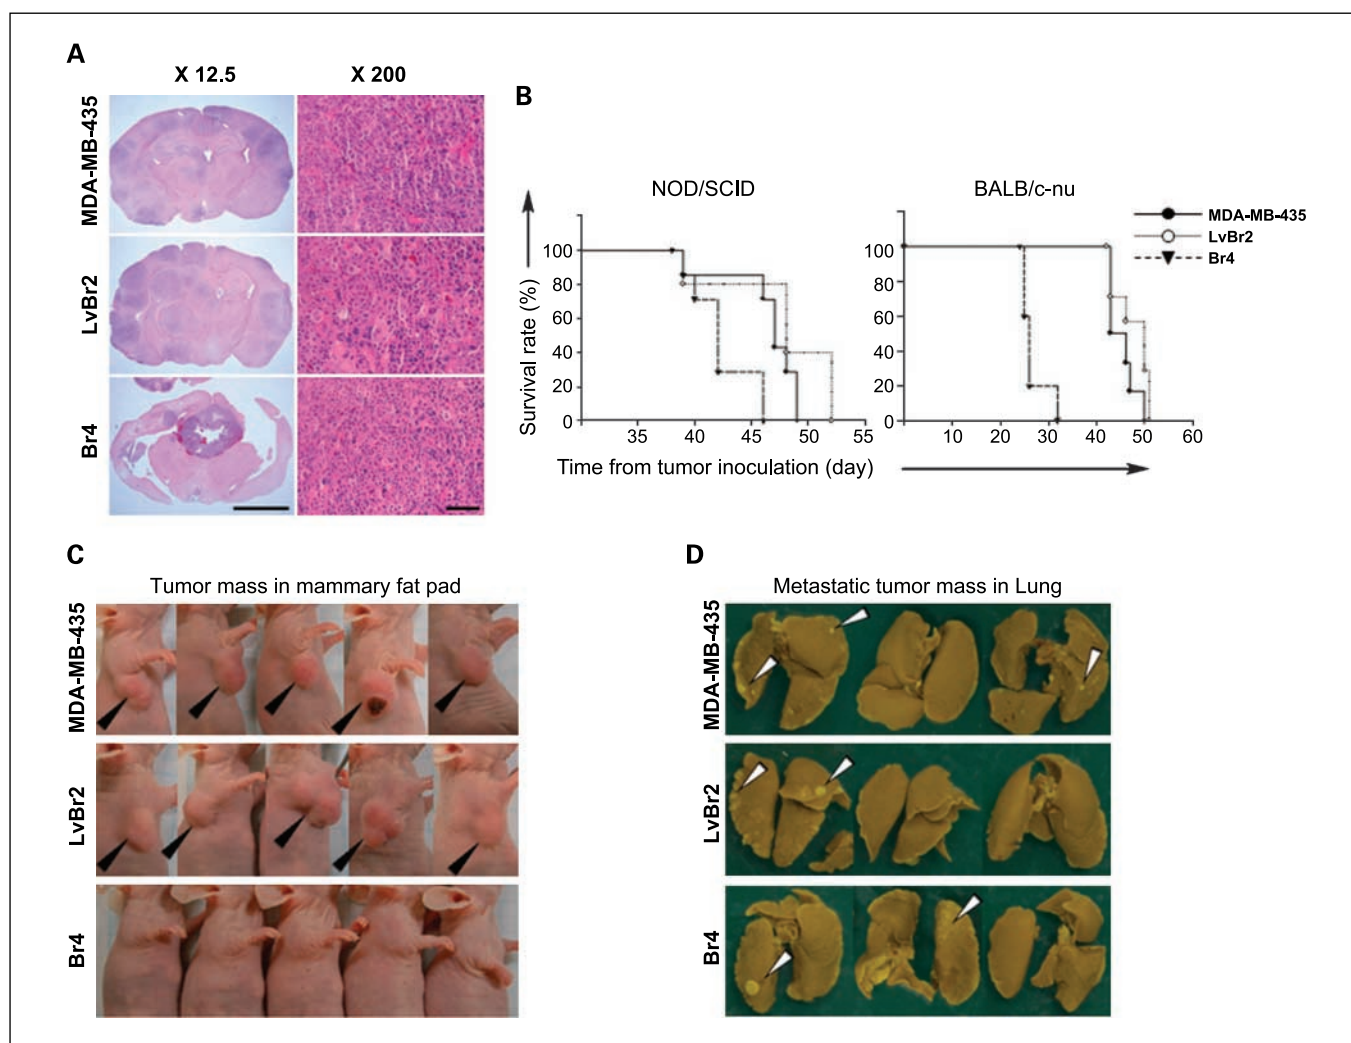 A
X 12.5
X 200
MDA-MB-435
LvBr2
Br4
B
NOD/SCID
BALB/c-nu
MDA-MB-435
LvBr2
Br4
Survival rate (%)
100
80
60
40
20
0
35
40
45
50
55
100
80
60
40
20
0
10
20
30
40
50
60
Time from tumor inoculation (day)
C
Tumor mass in mammary fat pad
MDA-MB-435
LvBr2
Br4
D
Metastatic tumor mass in Lung
MDA-MB-435
LvBr2
Br4